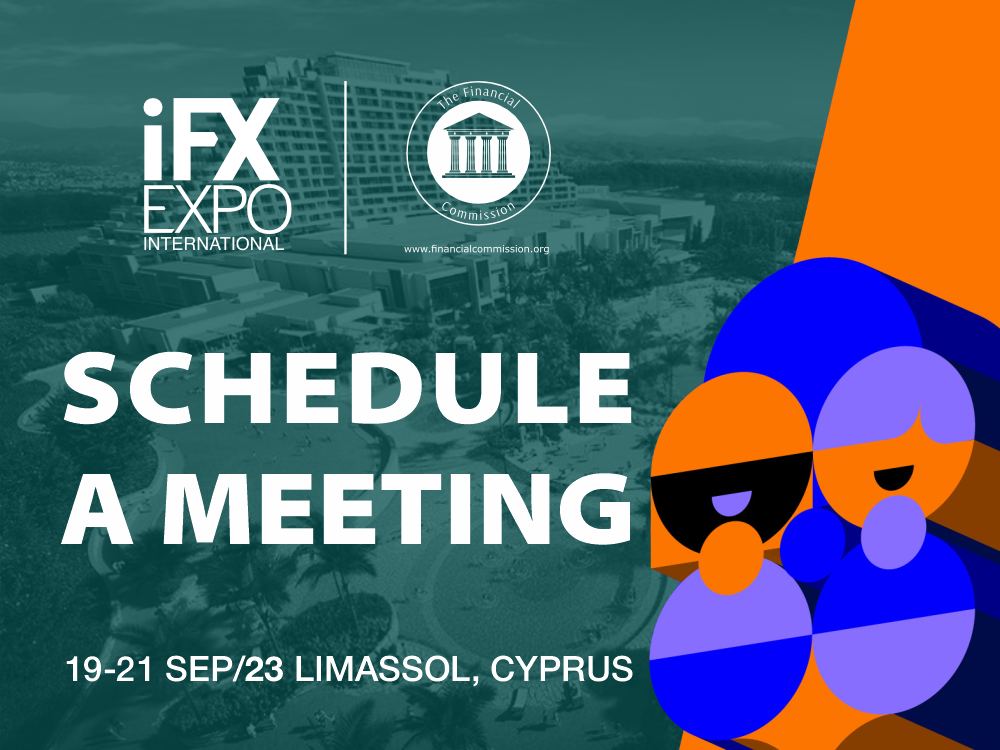 iFX
EXPO
INTERNATIONAL
The Financial
Commission
www.financialcommission.org
SCHEDULE
A MEETING
19-21 SEP/23 LIMASSOL, CYPRUS